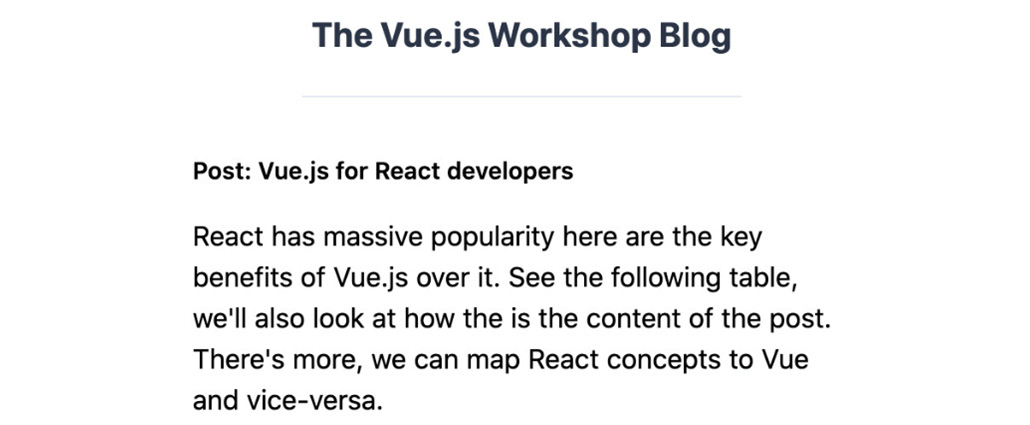 The Vue.js Workshop Blog
Post: Vue.js for React developers
React has massive popularity here are the key
benefits of Vue.js over it. See the following table,
we'll also look at how the is the content of the post.
There's more, we can map React concepts to Vue
and vice-versa.